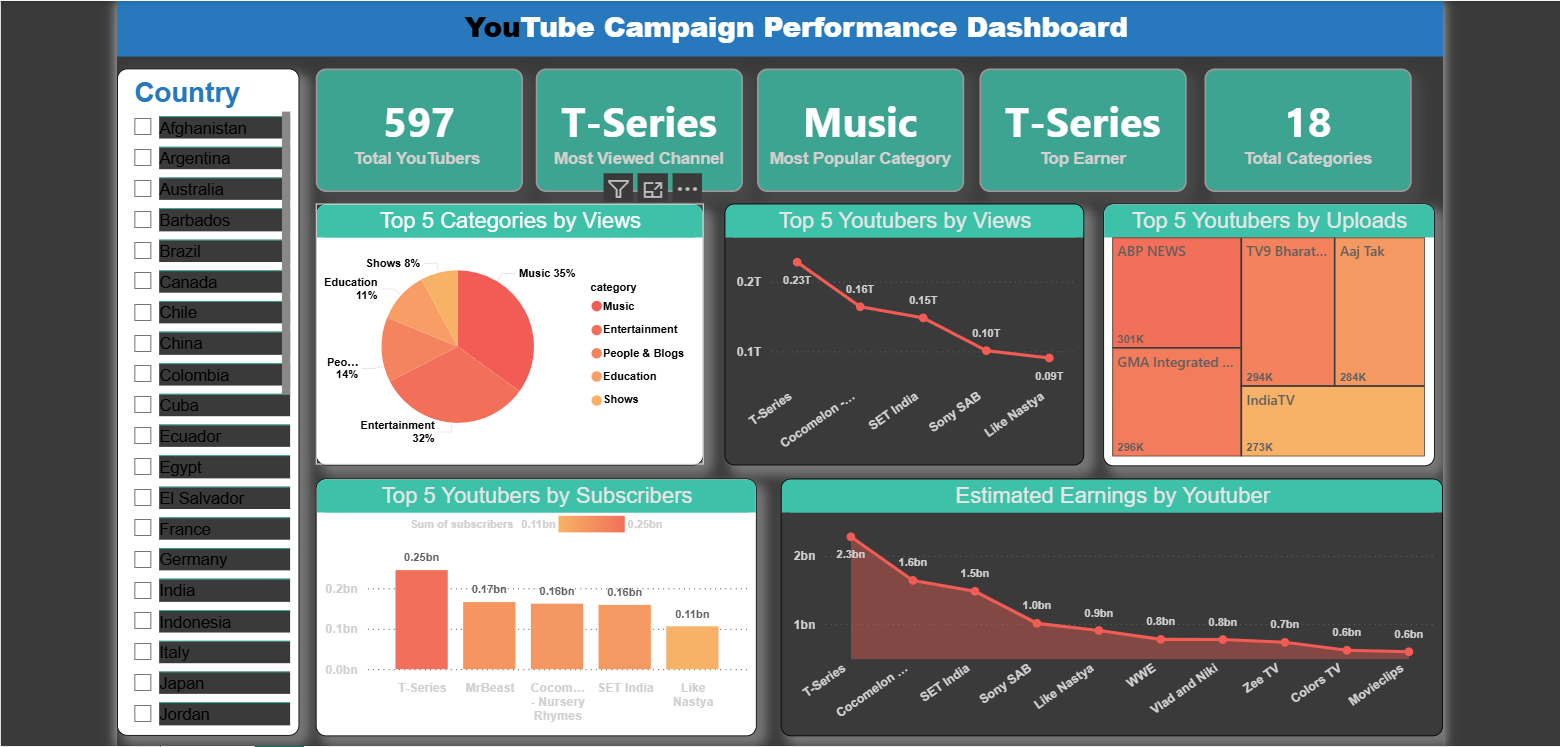 YouTube Campaign Performance Dashboard
Country
Afghanistan
Argentina
Australia
Barbados
Brazil
Canada
Chile
China
Colombia
Cuba
Ecuador
Egypt
El Salvador
France
Germany
India
Indonesia
Italy
Japan
Jordan
597
Total YouTubers
T-Series
Most Viewed Channel
Music
Most Popular Category
T-Series
Top Earner
18
Total Categories
Top 5 Categories by Views
Shows 8%
Music 35%
Education
11%
Peo...
14%
Entertainment
32%
category
Music
Entertainment
People & Blogs
Education
Shows
Top 5 Youtubers by Views
0.2T
0.1T
0.23T
0.16T
0.15T
0.10T
0.09T
T-Series
Cocomelon -...
SET India
Sony SAB
Like Nastya
Top 5 Youtubers by Uploads
ABP NEWS
301K
GMA Integrated ...
296K
TV9 Bharat...
294K
Aaj Tak
284K
IndiaTV
273K
Top 5 Youtubers by Subscribers
Sum of subscribers 0.11bn 0.25bn
0.2bn
0.1bn
0.0bn
0.25bn
0.17bn
0.16bn
0.16bn
0.11bn
T-Series
MrBeast
Cocom...
- Nursery
Rhymes
SET India
Like
Nastya
Estimated Earnings by Youtuber
2bn
1bn
2.3bn
1.6bn
1.5bn
1.0bn
0.9bn
0.8bn
0.8bn
0.7bn
0.6bn
0.6bn
T-Series
Cocomelon ...
SET India
Sony SAB
Like Nastya
WWE
Vlad and Niki
Zee TV
Colors TV
Movieclips